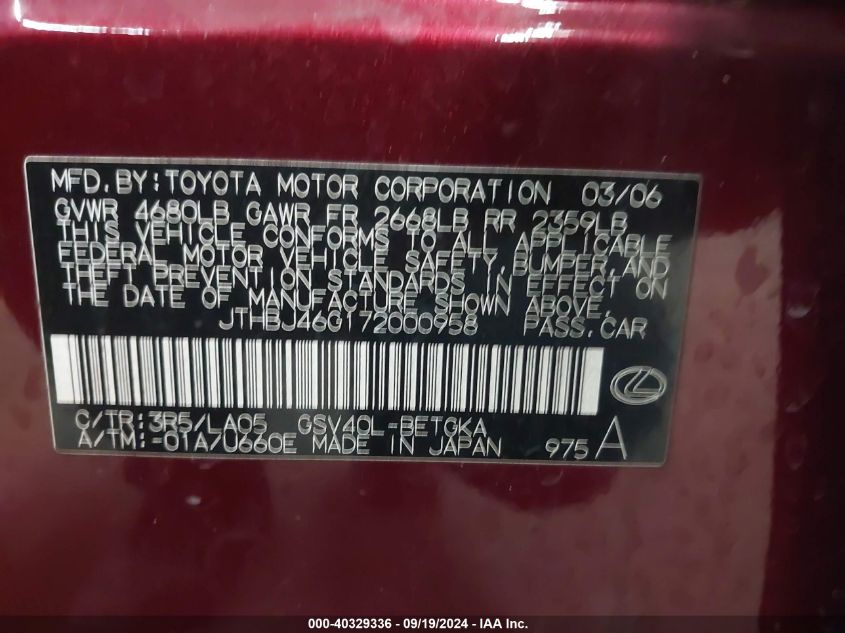 MFD. BY: TOYOTA MOTOR CORPORATION 03/06
GVWR 4680LB GAWR FR 2668LB RR 2359LB
THIS VEHICLE CONFORMS TO ALL APPLICABLE
FEDERAL MOTOR VEHICLE SAFETY, BUMPER, AND
THEFT PREVENTION STANDARDS IN EFFECT ON
THE DATE OF MANUFACTURE SHOWN ABOVE.
JTHBJ46G172000958 PASS. CAR
C/TR: 3R5/LA05 GSV40L-BETGKA
A/TM: -01A/U660E MADE IN JAPAN 975 A
000-40329336 - 09/19/2024 - IAA Inc.